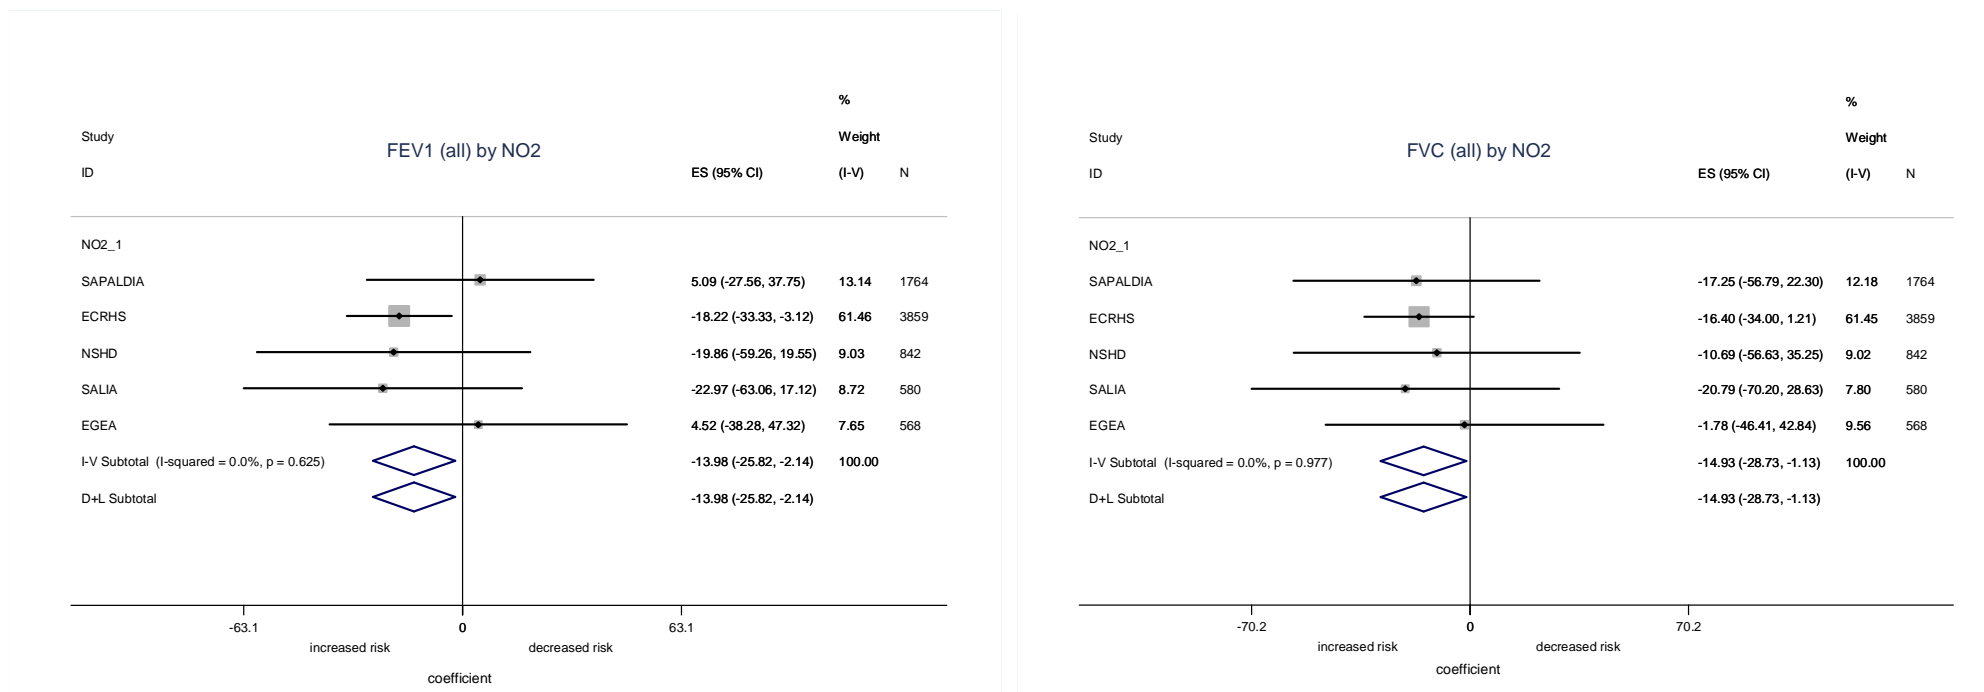 %
Study Weight
FEV1 (all) by NO2
ID ES (95% CI) (I-V) N
NO2_1
SAPALDIA 5.09 (-27.56, 37.75) 13.14 1764
ECRHS -18.22 (-33.33, -3.12) 61.46 3859
NSHD -19.86 (-59.26, 19.55) 9.03 842
SALIA -22.97 (-63.06, 17.12) 8.72 580
EGEA 4.52 (-38.28, 47.32) 7.65 568
I-V Subtotal (I-squared = 0.0%, p = 0.625) -13.98 (-25.82, -2.14) 100.00
D+L Subtotal -13.98 (-25.82, -2.14)
-63.1 0 63.1
increased risk decreased risk
coefficient
%
Study Weight
FVC (all) by NO2
ID ES (95% CI) (I-V) N
NO2_1
SAPALDIA -17.25 (-56.79, 22.30) 12.18 1764
ECRHS -16.40 (-34.00, 1.21) 61.45 3859
NSHD -10.69 (-56.63, 35.25) 9.02 842
SALIA -20.79 (-70.20, 28.63) 7.80 580
EGEA -1.78 (-46.41, 42.84) 9.56 568
I-V Subtotal (I-squared = 0.0%, p = 0.977) -14.93 (-28.73, -1.13) 100.00
D+L Subtotal -14.93 (-28.73, -1.13)
-70.2 0 70.2
increased risk decreased risk
coefficient